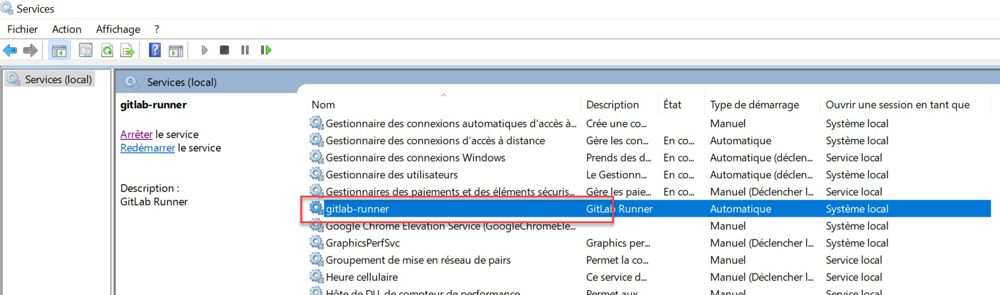 Services
Fichier Action Affichage ?
Services (local)
Services (local)
gitlab-runner
Arrêter le service
Redémarrer le service
Description :
GitLab Runner
Nom Description État Type de démarrage Ouvrir une session en tant que
Gestionnaire des connexions automatiques d'accès à... Crée une co... Manuel Système local
Gestionnaire des connexions d'accès à distance Gère les con... En co... Automatique Système local
Gestionnaire des connexions Windows Prends des d... En co... Automatique (déclen... Service local
Gestionnaire des utilisateurs Le Gestionn... En co... Automatique (déclen... Système local
Gestionnaires des paiements et des éléments sécuris... Gère les paie... En co... Manuel (Déclencher l... Service local
gitlab-runner GitLab Runner Automatique Système local
Google Chrome Elevation Service (GoogleChromeEle... Manuel Système local
GraphicsPerfSvc Graphics per... Manuel (Déclencher l... Système local
Groupement de mise en réseau de pairs Permet la co... Manuel Service local
Heure cellulaire Ce service d... Manuel (Déclencher l... Service local
Hôte de DLL de compteur de performance Permet aux Manuel Service local